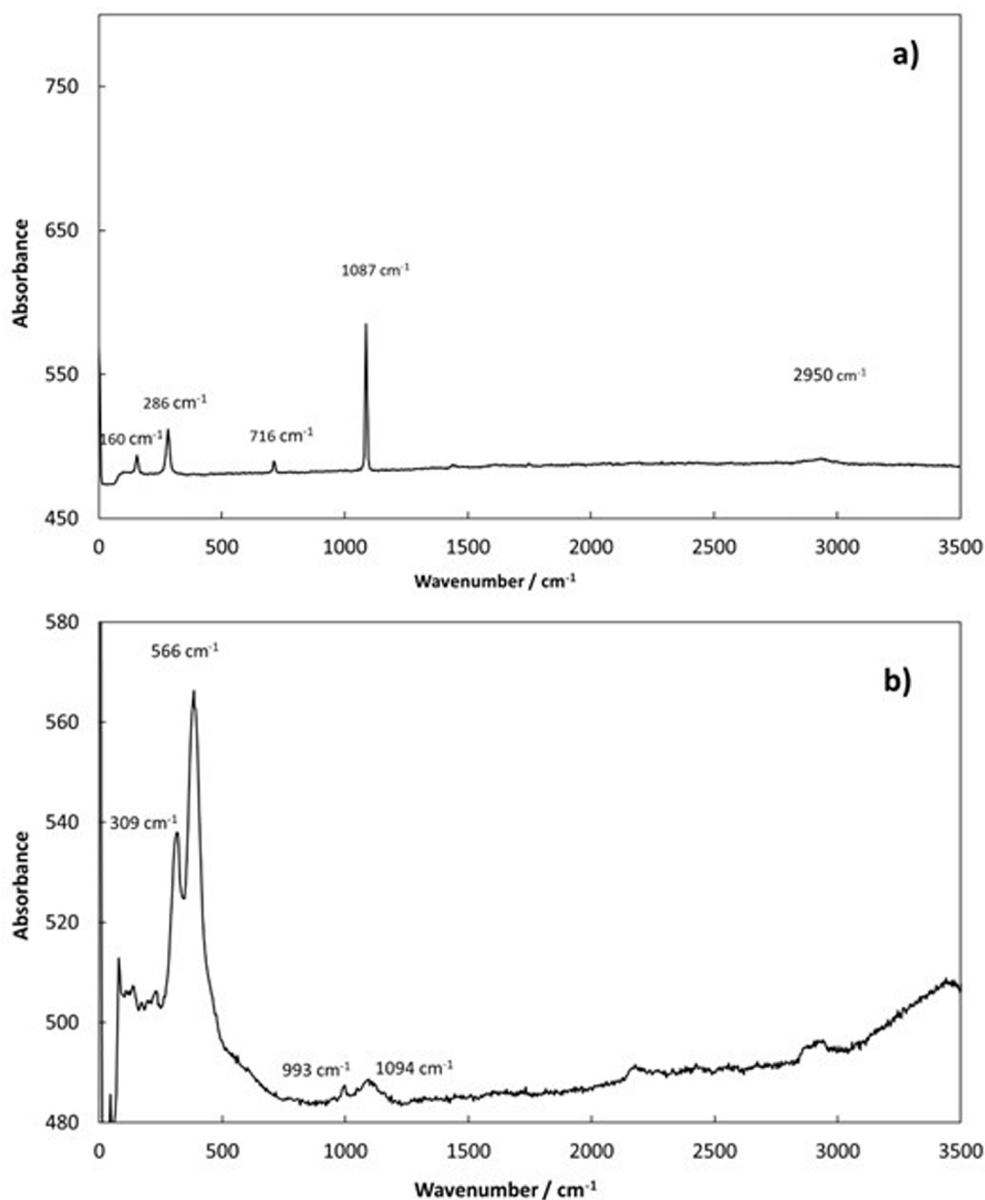 a)
750
650
550
450
Absorbance
1087 cm⁻¹
2950 cm⁻¹
286 cm⁻¹
160 cm⁻¹
716 cm⁻¹
0 500 1000 1500 2000 2500 3000 3500
Wavenumber / cm⁻¹
b)
580
560
540
520
500
480
Absorbance
566 cm⁻¹
309 cm⁻¹
993 cm⁻¹ 1094 cm⁻¹
0 500 1000 1500 2000 2500 3000 3500
Wavenumber / cm⁻¹